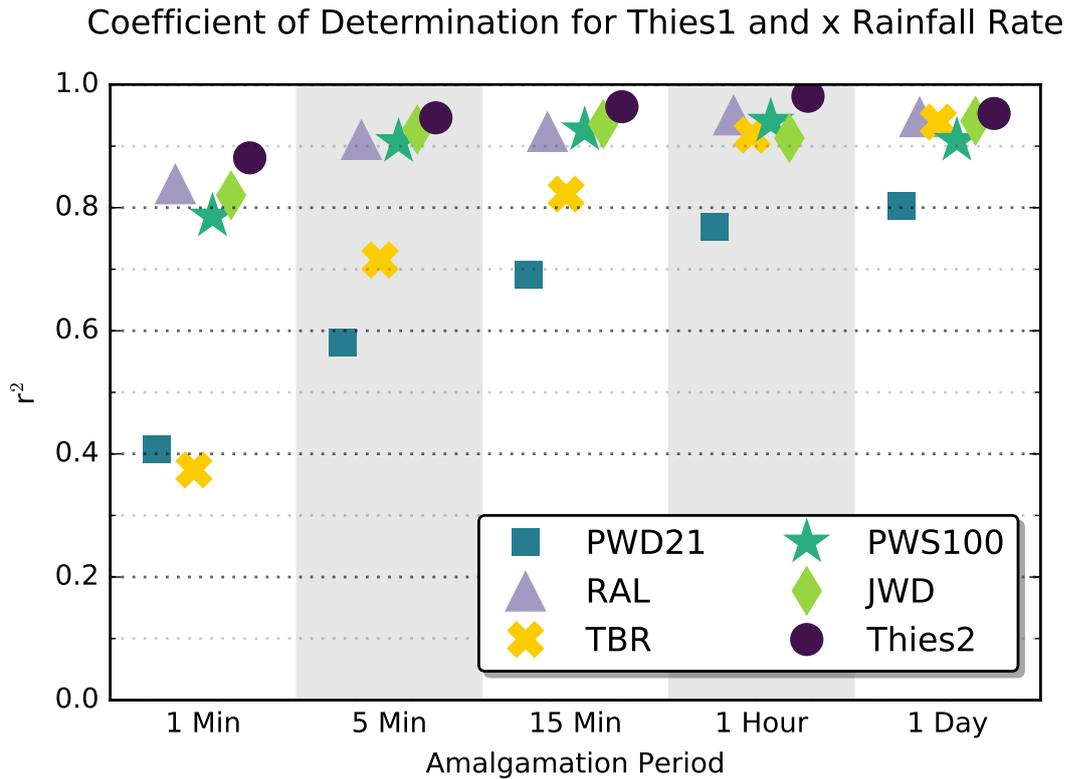 Coefficient of Determination for Thies1 and x Rainfall Rate
1.0
0.8
0.6
0.4
0.2
0.0
r²
PWD21
RAL
TBR
PWS100
JWD
Thies2
1 Min 5 Min 15 Min 1 Hour 1 Day
Amalgamation Period